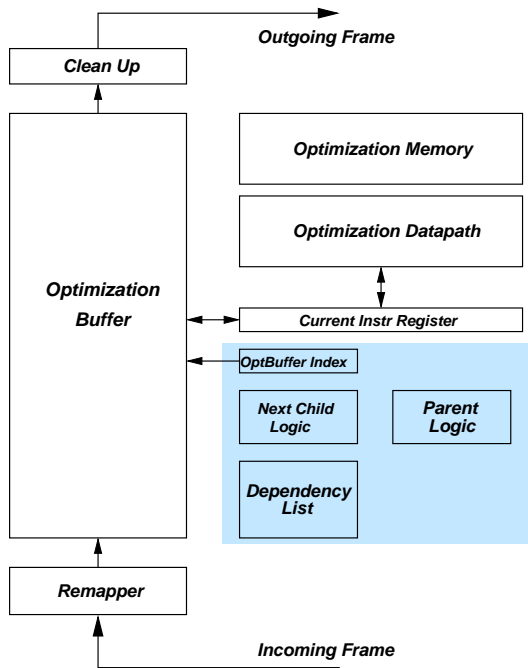 Outgoing Frame
Clean Up
Optimization Memory
Optimization Datapath
Optimization
Buffer
Current Instr Register
OptBuffer Index
Next Child
Logic
Parent
Logic
Dependency
List
Remapper
Incoming Frame